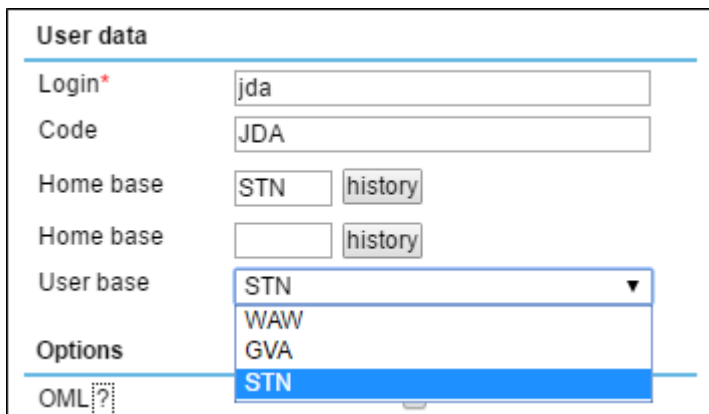 User data
Login* jda
Code JDA
Home base STN history
Home base history
User base STN
WAW
GVA
Options
STN
OML ?